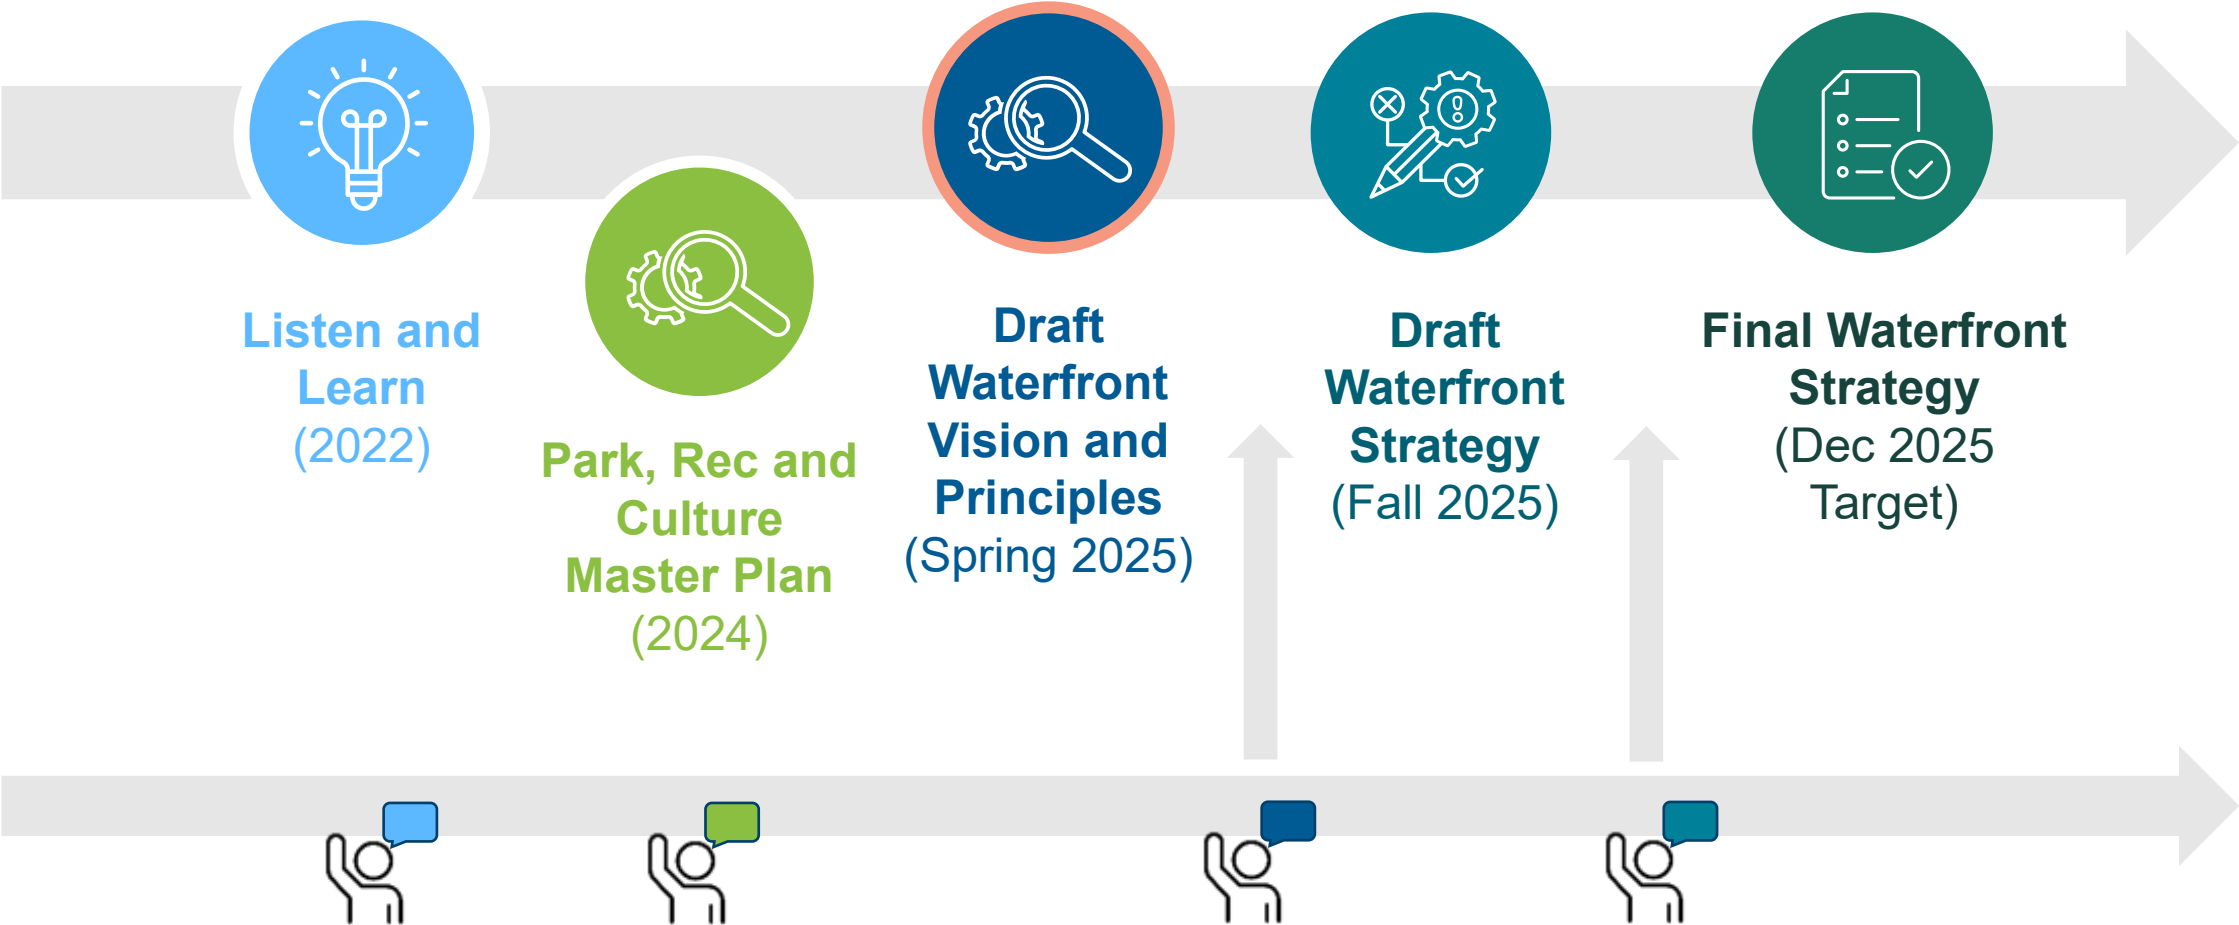 Listen and
Learn
(2022)
Park, Rec and
Culture
Master Plan
(2024)
Draft
Waterfront
Vision and
Principles
(Spring 2025)
Draft
Waterfront
Strategy
(Fall 2025)
Final Waterfront
Strategy
(Dec 2025
Target)